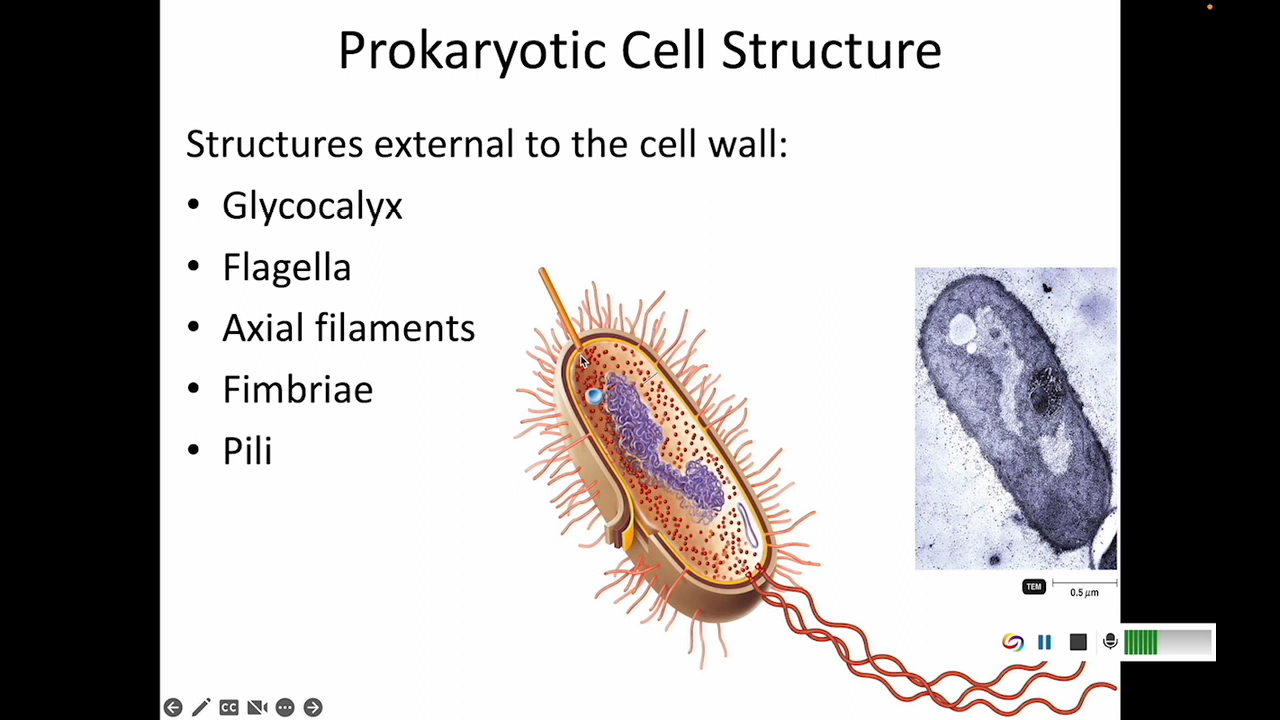 Prokaryotic Cell Structure
Structures external to the cell wall:
• Glycocalyx
• Flagella
• Axial filaments
• Fimbriae
• Pili
TEM
0.5 μm
CC